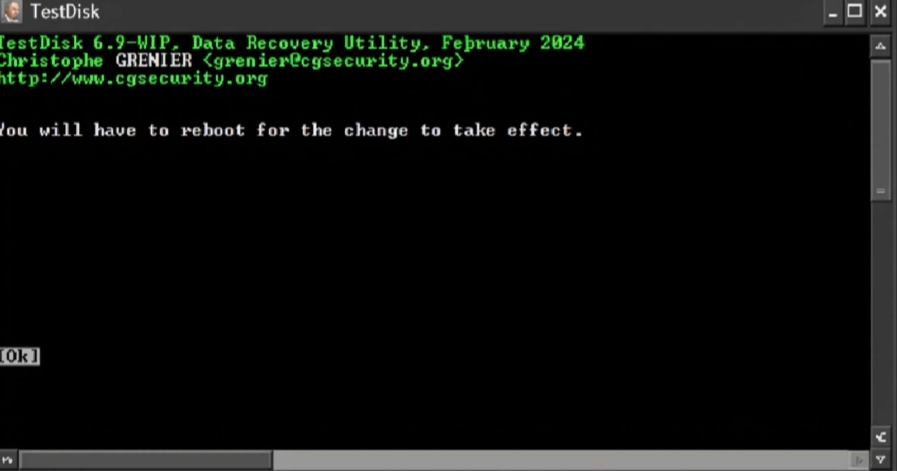 TestDisk
TestDisk 6.9-WIP, Data Recovery Utility, February 2024
Christophe GRENIER <grenier@cgsecurity.org>
http://www.cgsecurity.org
You will have to reboot for the change to take effect.
[Ok]